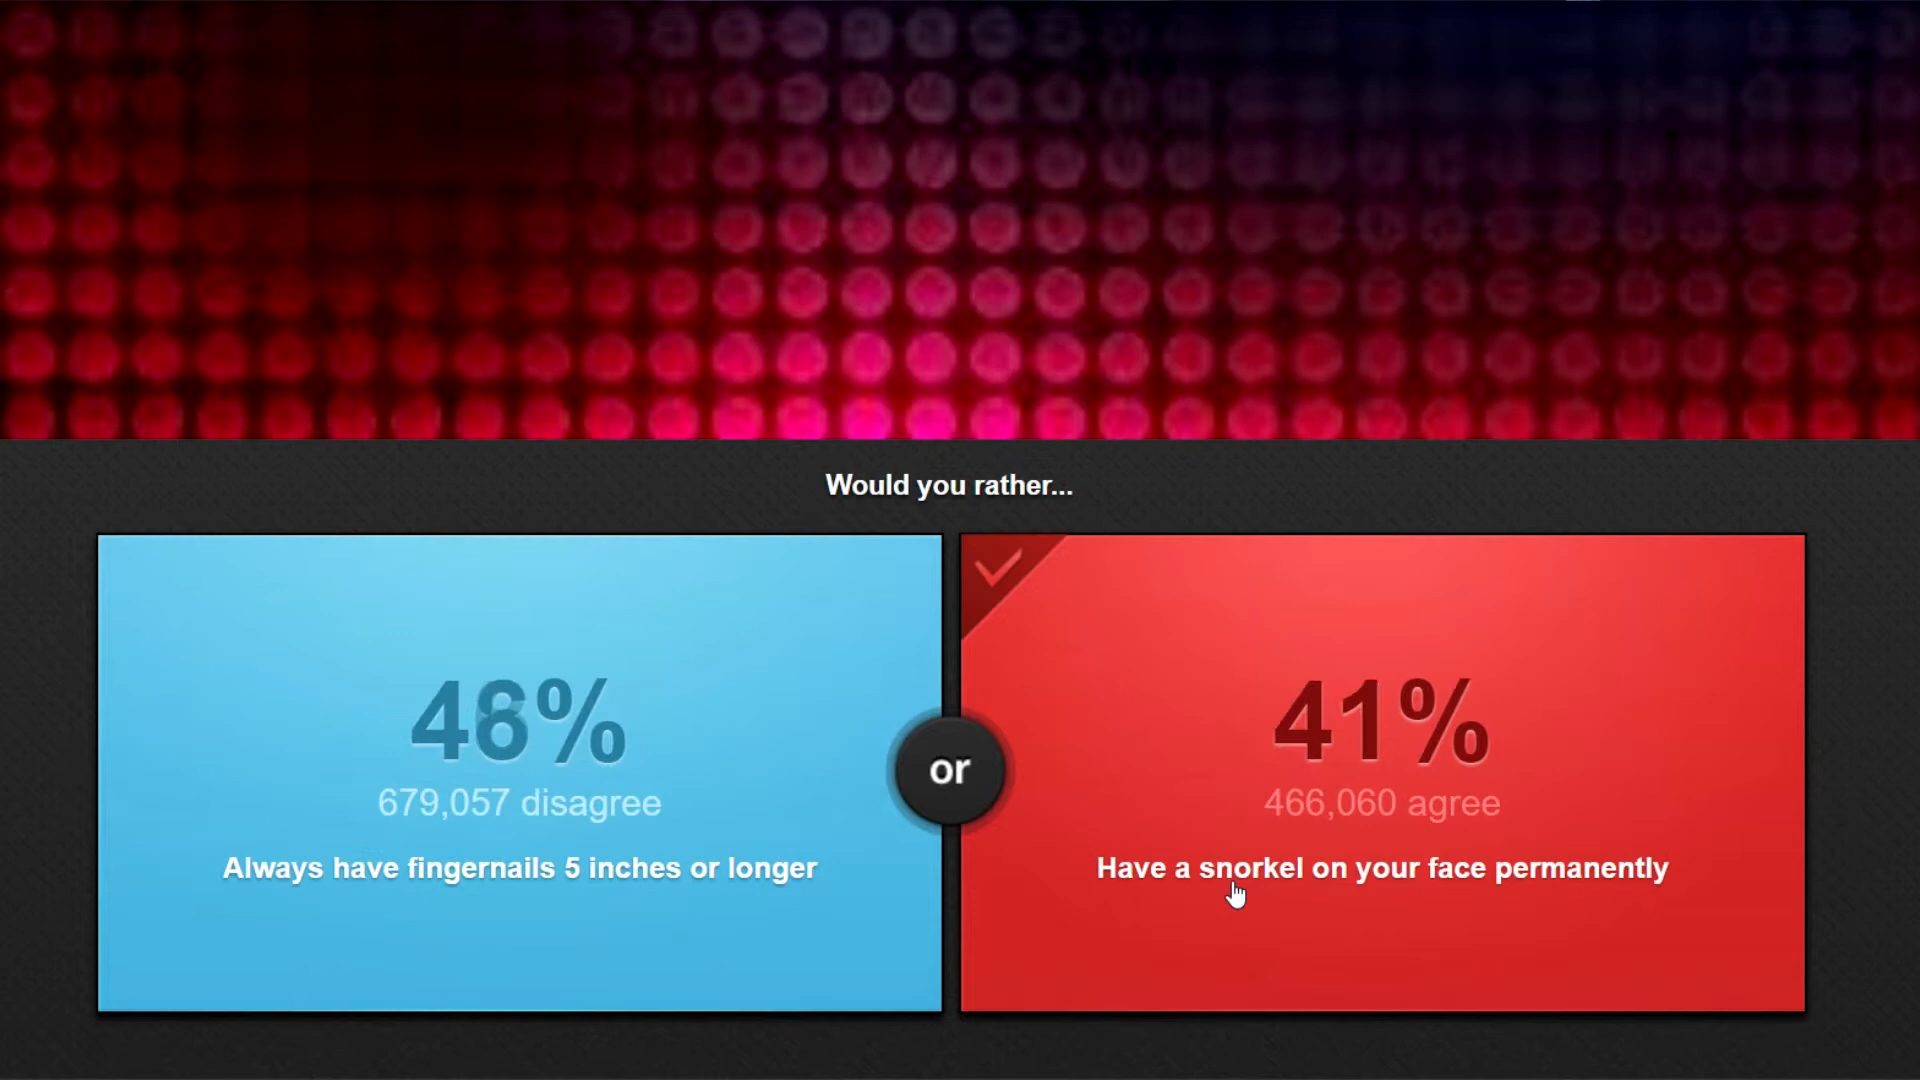 Would you rather...
679,057 disagree
Always have fingernails 5 inches or longer
or
41%
466,060 agree
Have a snorkel on your face permanently